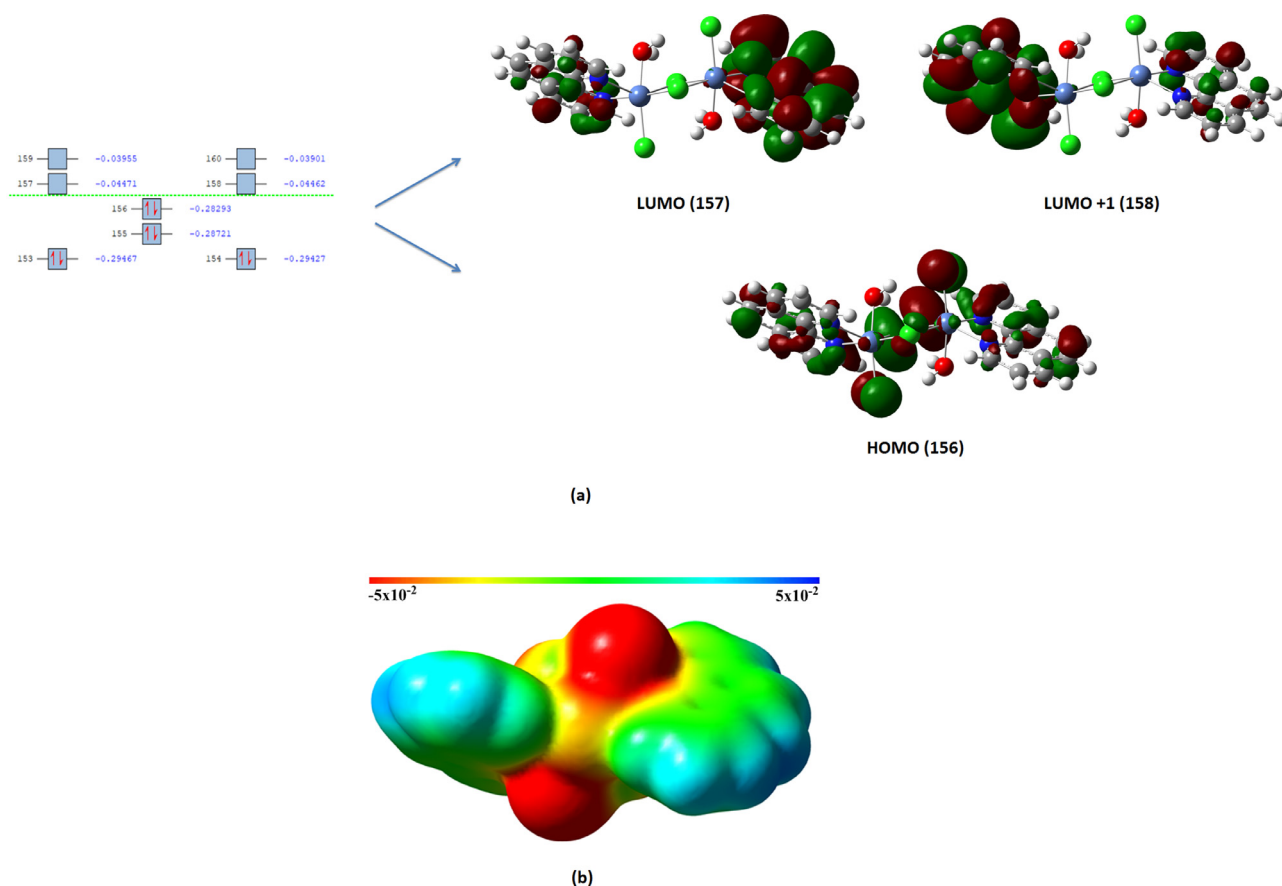 159 -0.03955 160 -0.03901
157 -0.04471 158 -0.04462
156 -0.28293
155 -0.28721
153 -0.29467 154 -0.29427
LUMO (157) LUMO +1 (158)
HOMO (156)
(a)
-5x10-2 5x10-2
(b)